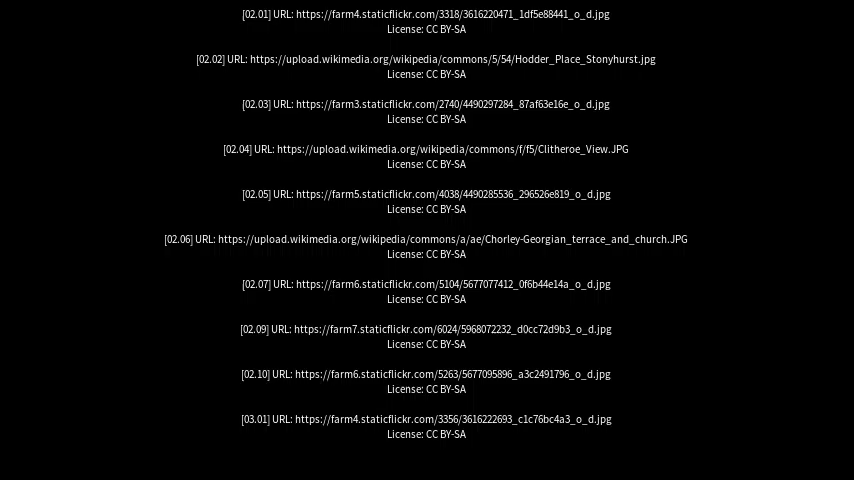 [02.01] URL: https://farm4.staticflickr.com/3318/3616220471_1df5e88441_o_d.jpg
License: CC BY-SA
[02.02] URL: https://upload.wikimedia.org/wikipedia/commons/5/54/Hodder_Place_Stonyhurst.jpg
License: CC BY-SA
[02.03] URL: https://farm3.staticflickr.com/2740/4490297284_87af63e16e_o_d.jpg
License: CC BY-SA
[02.04] URL: https://upload.wikimedia.org/wikipedia/commons/f/f5/Clitheroe_View.JPG
License: CC BY-SA
[02.05] URL: https://farm5.staticflickr.com/4038/4490285536_296526e819_o_d.jpg
License: CC BY-SA
[02.06] URL: https://upload.wikimedia.org/wikipedia/commons/a/ae/Chorley-Georgian_terrace_and_church.JPG
License: CC BY-SA
[02.07] URL: https://farm6.staticflickr.com/5104/5677077412_0f6b44e14a_o_d.jpg
License: CC BY-SA
[02.09] URL: https://farm7.staticflickr.com/6024/5968072232_d0cc72d9b3_o_d.jpg
License: CC BY-SA
[02.10] URL: https://farm6.staticflickr.com/5263/5677095896_a3c2491796_o_d.jpg
License: CC BY-SA
[03.01] URL: https://farm4.staticflickr.com/3356/3616222693_c1c76bc4a3_o_d.jpg
License: CC BY-SA